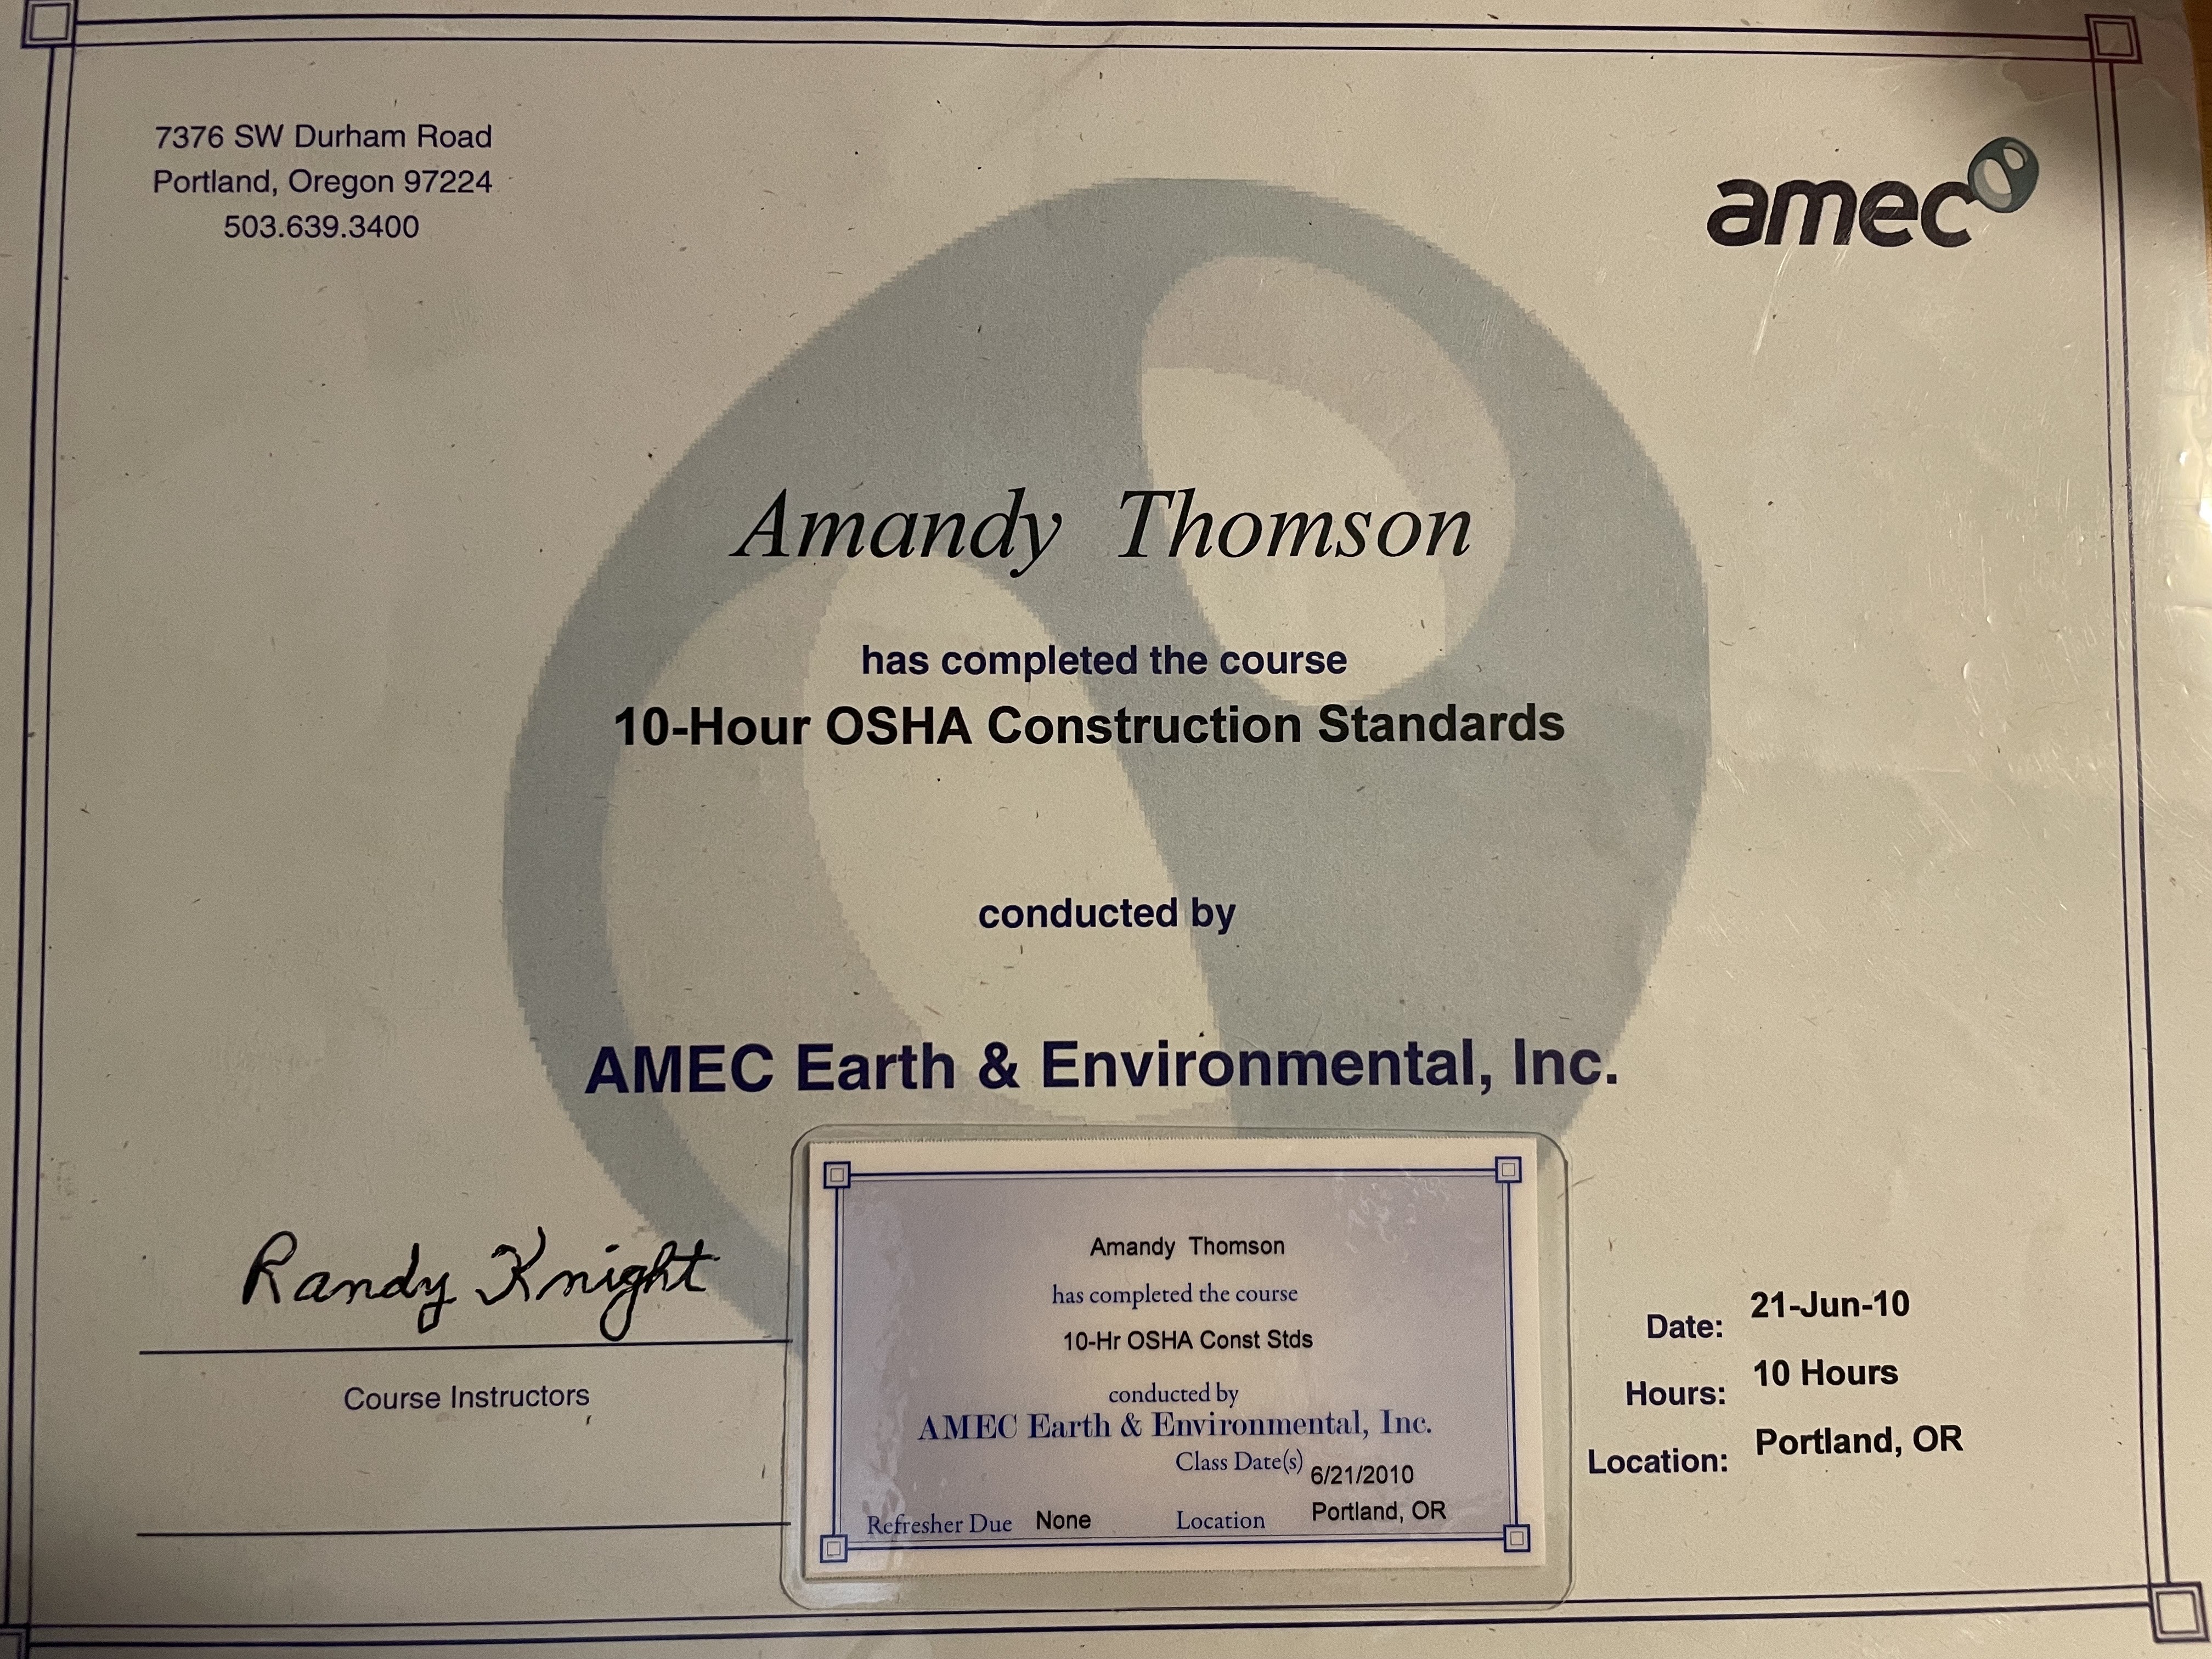 7376 SW Durham Road
Portland, Oregon 97224
503.639.3400
amec
Amandy Thomson
has completed the course
10-Hour OSHA Construction Standards
conducted by
AMEC Earth & Environmental, Inc.
Randy Knight
Course Instructors
Amandy Thomson
has completed the course
10-Hr OSHA Const Stds
conducted by
AMEC Earth & Environmental, Inc.
Class Date(s) 6/21/2010
Refresher Due None Location Portland, OR
Date: 21-Jun-10
Hours: 10 Hours
Location: Portland, OR